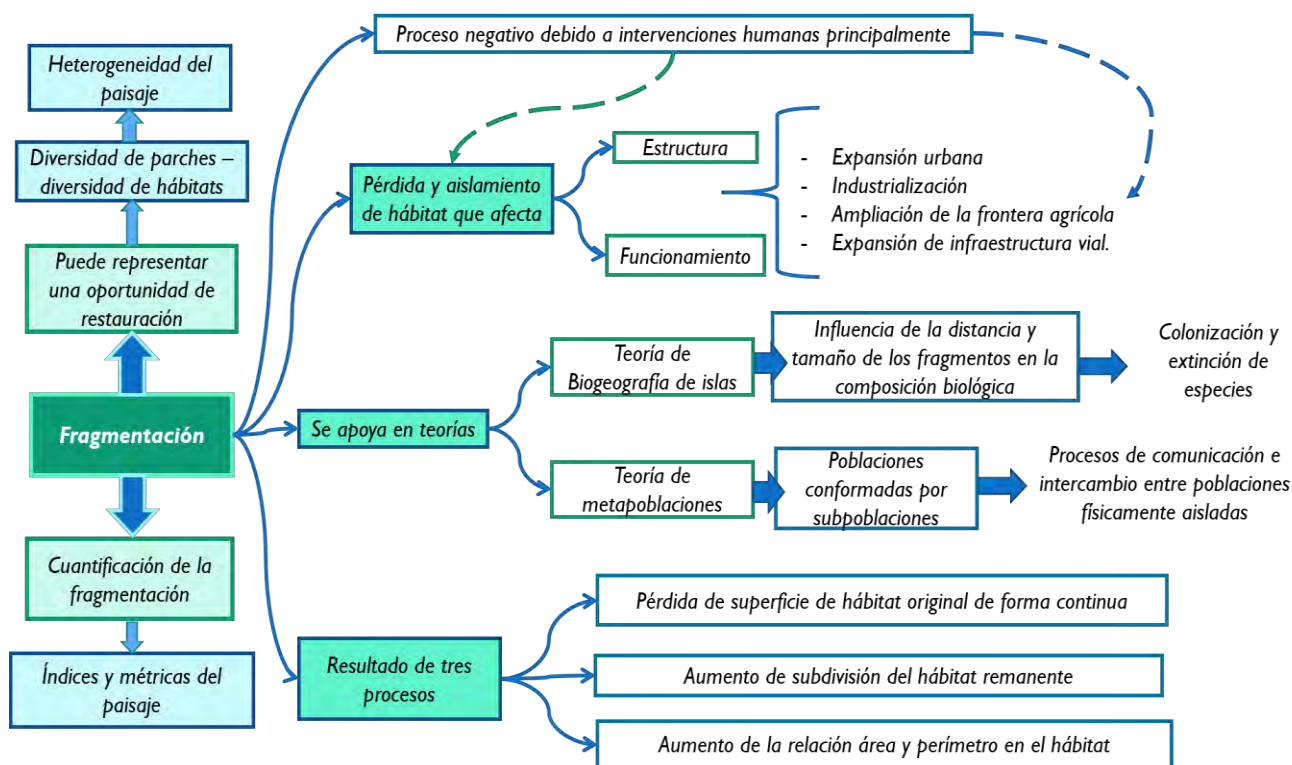 Proceso negativo debido a intervenciones humanas principalmente
Heterogeneidad del
paisaje
Diversidad de parches –
diversidad de hábitats
Puede representar
una oportunidad de
restauración
Fragmentación
Cuantificación de la
fragmentación
Índices y métricas del
paisaje
Pérdida y aislamiento
de hábitat que afecta
Estructura
Funcionamiento
- Expansión urbana
- Industrialización
- Ampliación de la frontera agrícola
- Expansión de infraestructura vial.
Se apoya en teorías
Teoría de
Biogeografía de islas
Influencia de la distancia y
tamaño de los fragmentos en la
composición biológica
Colonización y
extinción de
especies
Teoría de
metapoblaciones
Poblaciones
conformadas por
subpoblaciones
Procesos de comunicación e
intercambio entre poblaciones
físicamente aisladas
Resultado de tres
procesos
Pérdida de superficie de hábitat original de forma continua
Aumento de subdivisión del hábitat remanente
Aumento de la relación área y perímetro en el hábitat